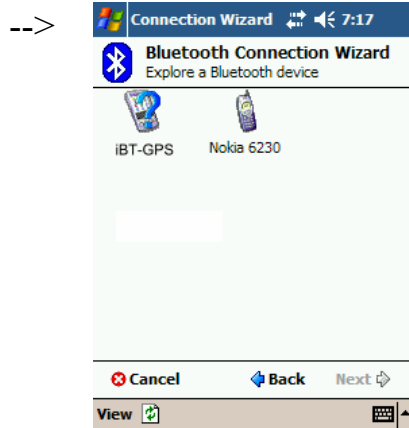 -->
Connection Wizard 7:17
Bluetooth Connection Wizard
Explore a Bluetooth device
iBT-GPS Nokia 6230
Cancel Back Next
View